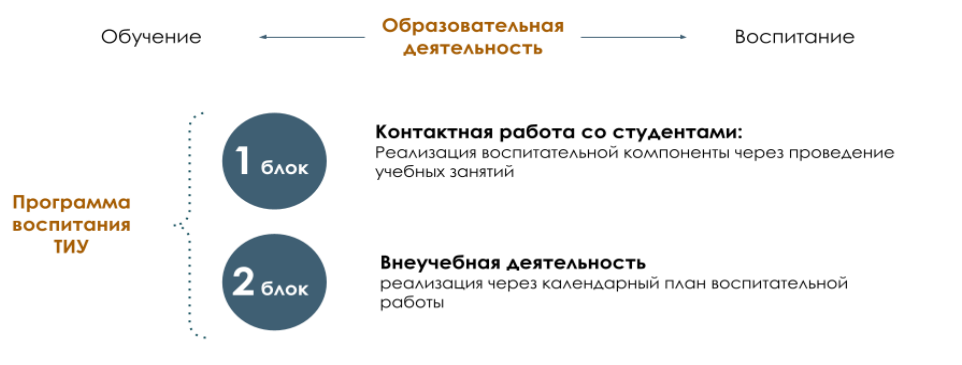 Обучение
Образовательная
деятельность
Воспитание
Программа
воспитания
ТИУ
1 блок
Контактная работа со студентами:
Реализация воспитательной компоненты через проведение
учебных занятий
2 блок
Внеучебная деятельность
реализация через календарный план воспитательной
работы